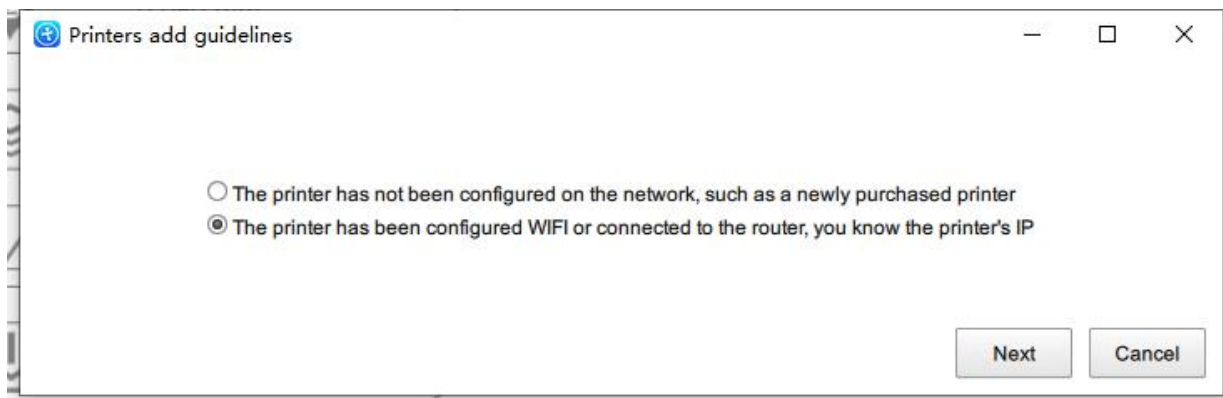 Printers add guidelines
The printer has not been configured on the network, such as a newly purchased printer
The printer has been configured WIFI or connected to the router, you know the printer's IP
Next Cancel